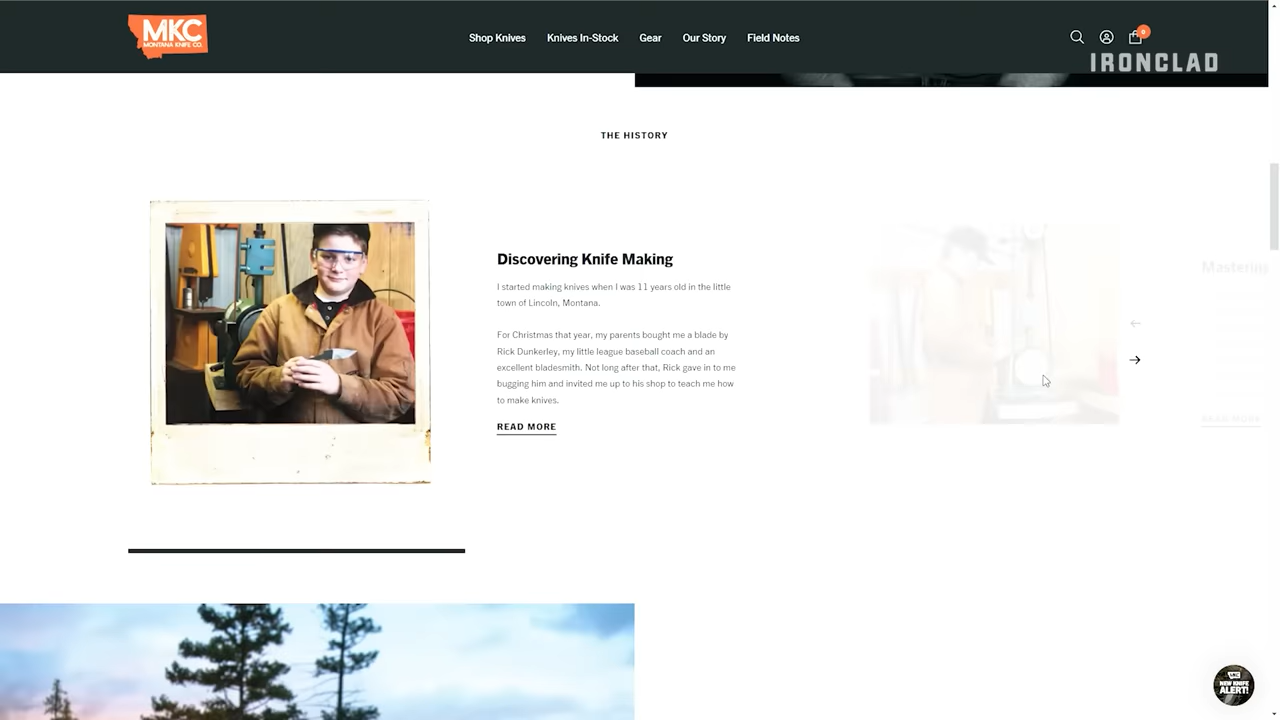 MKC
MONTANA KNIFE CO.
Shop Knives
Knives In-Stock
Gear
Our Story
Field Notes
0
IRONCLAD
THE HISTORY
Discovering Knife Making
I started making knives when I was 11 years old in the little
town of Lincoln, Montana.
For Christmas that year, my parents bought me a blade by
Rick Dunkerley, my little league baseball coach and an
excellent bladesmith. Not long after that, Rick gave in to me
bugging him and invited me up to his shop to teach me how
to make knives.
READ MORE
Mastering
READ MORE
NEW KNIFE
ALERT!